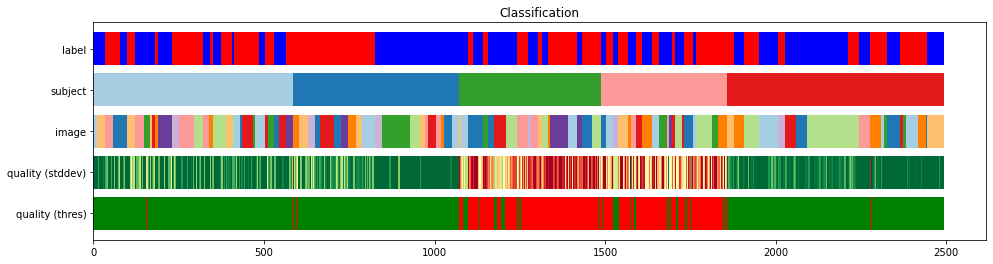 Classification
label
subject
image
quality (stddev)
quality (thres)
0
500
1000
1500
2000
2500